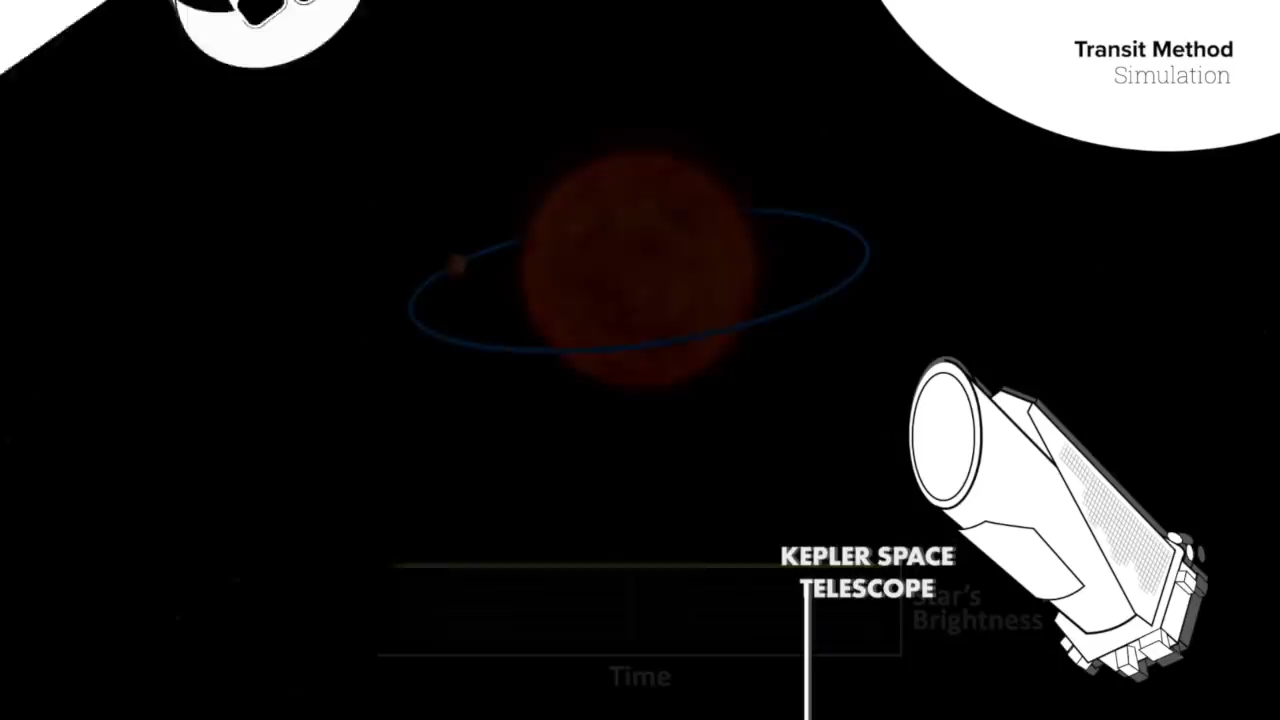 Transit Method
Simulation
KEPLER SPACE
TELESCOPE
Star's
Brightness
Time